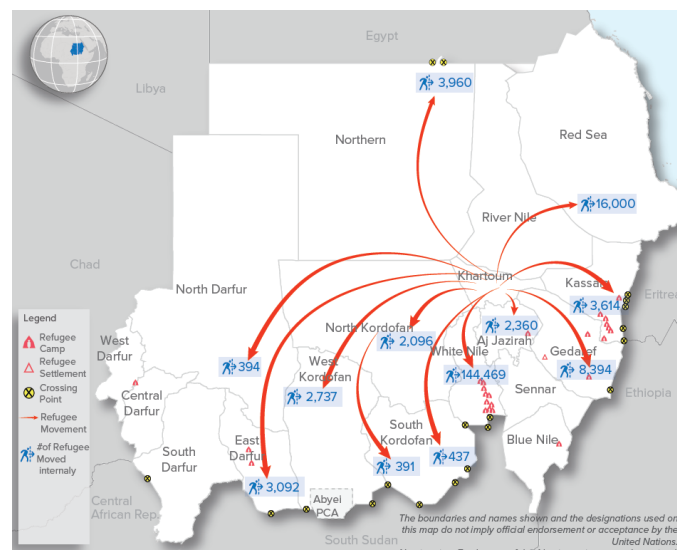 Egypt
Libya
3,960
Northern
Red Sea
16,000
River Nile
Chad
Khartoum
Kassala
3,614
North Darfur
North Kordofan
2,096
2,360
Aj Jazirah
White Nile
Gedaref
8,394
394
West
Kordofan
2,737
144,469
Sennar
Ethiopia
Legend
Refugee
Camp
Refugee
Settlement
Crossing
Point
Refugee
Movement
#of Refugee
Moved
internaly
West
Darfur
Central
Darfur
South
Darfur
East
Darfur
3,092
South
Kordofan
391
437
Blue Nile
Abyei
PCA
Central
African Rep.
South Sudan
The boundaries and names shown and the designations used on
this map do not imply official endorsement or acceptance by the
United Nations.